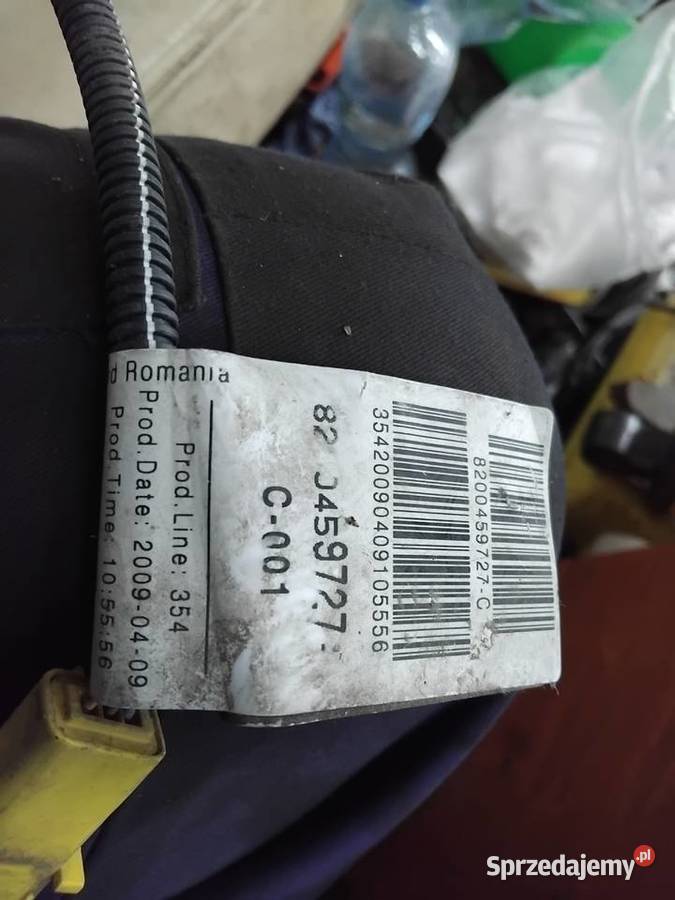 Romania
Prod.Line: 354
Prod.Date: 2009-04-09
Prod.Time: 10:55:56
82 0459727-
C-001
35420090409105556
8200459727-C
Sprzedajemy.pl